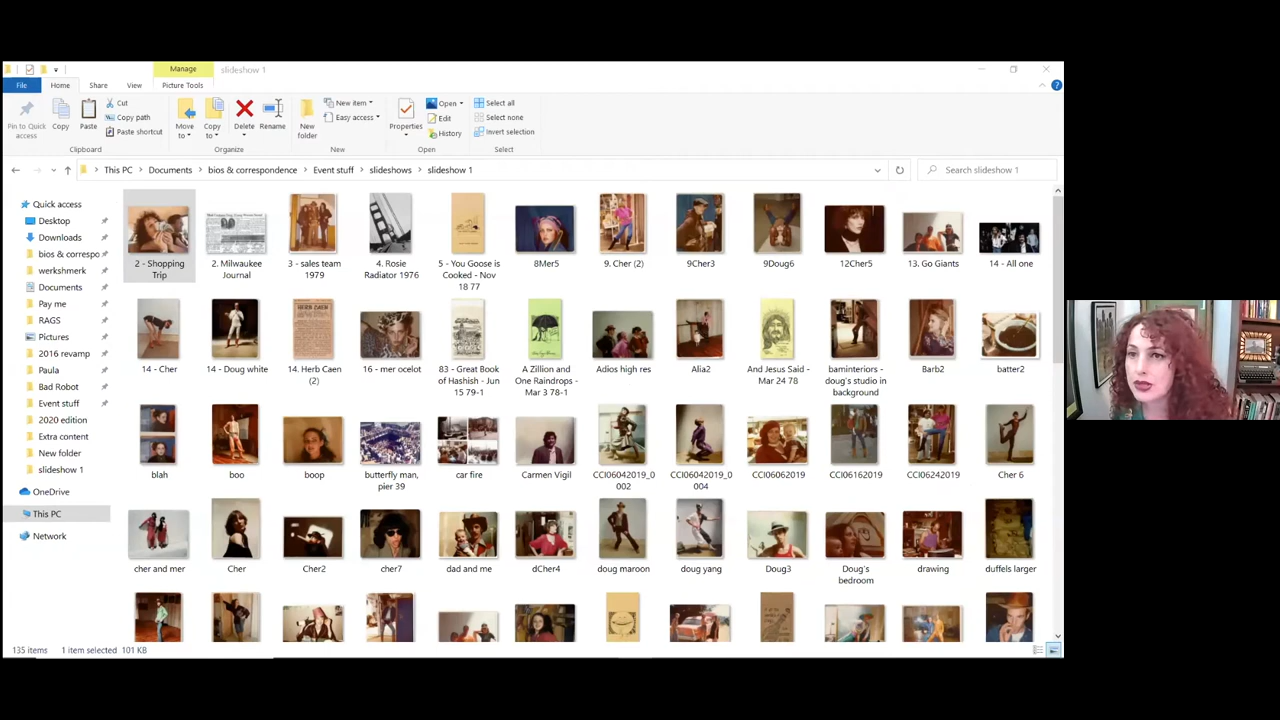 Manage
slideshow 1
File
Home
Share
View
Picture Tools
Pin to Quick access
Copy
Paste
Cut
Copy path
Paste shortcut
Move to
Copy to
Delete
Rename
New folder
New item
Easy access
Properties
Open
Edit
History
Select all
Select none
Invert selection
Clipboard
Organize
New
Open
Select
This PC
Documents
bios & correspondence
Event stuff
slideshows
slideshow 1
Search slideshow 1
Quick access
Desktop
Downloads
bios & correspo
werkshmerk
Documents
Pay me
RAGS
Pictures
2016 revamp
Paula
Bad Robot
Event stuff
2020 edition
Extra content
New folder
slideshow 1
OneDrive
This PC
Network
2 - Shopping Trip
2. Milwaukee Journal
3 - sales team 1979
4. Rosie Radiator 1976
5 - You Goose is Cooked - Nov 18 77
8Mer5
9. Cher (2)
9Cher3
9Doug6
12Cher5
13. Go Giants
14 - All one
14 - Cher
14 - Doug white
HERB CAEN
14. Herb Caen (2)
16 - mer ocelot
83 - Great Book of Hashish - Jun 15 79-1
A Zillion and One Raindrops - Mar 3 78-1
Adios high res
Alia2
And Jesus Said - Mar 24 78
baminteriors - doug's studio in background
Barb2
batter2
blah
boo
boop
butterfly man, pier 39
car fire
Carmen Vigil
CCI06042019_0002
CCI06042019_0004
CCI06062019
CCI06162019
CCI06242019
Cher 6
cher and mer
Cher
Cher2
cher7
dad and me
dCher4
doug maroon
doug yang
Doug3
Doug's bedroom
drawing
duffels larger
135 items
1 item selected 101 KB